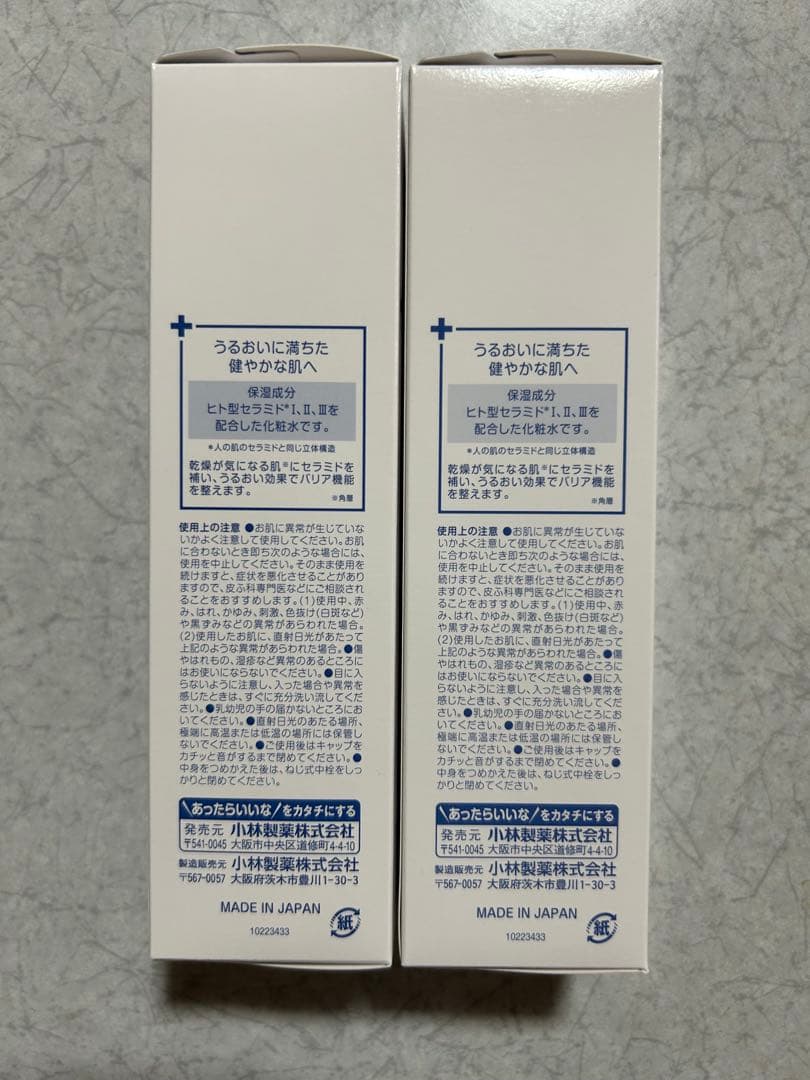 うるおいに満ちた
健やかな肌へ
保湿成分
ヒト型セラミド*Ⅰ、Ⅱ、Ⅲを
配合した化粧水です。
*人の肌のセラミドと同じ立体構造
乾燥が気になる肌※にセラミドを
補い、うるおい効果でバリア機能
を整えます。
※角層
使用上の注意 ●お肌に異常が生じていな
いかよく注意して使用してください。お肌
に合わないとき即ち次のような場合には、
使用を中止してください。そのまま使用を
続けますと、症状を悪化させることがあり
ますので、皮ふ科専門医などにご相談され
ることをおすすめします。(1)使用中、赤
み、はれ、かゆみ、刺激、色抜け(白斑など)
や黒ずみなどの異常があらわれた場合。
(2)使用したお肌に、直射日光があたって
上記のような異常があらわれた場合。●傷
やはれもの、湿疹など異常のあるところに
はお使いにならないでください。●目に入
らないように注意し、入った場合や異常を
感じたときは、すぐに充分洗い流してくだ
さい。●乳幼児の手の届かないところにお
いてください。●直射日光のあたる場所、
極端に高温または低温の場所には保管し
ないでください。●ご使用後はキャップを
カチッと音がするまで閉めてください。●
中身をつめかえた後は、ねじ式中栓をしっ
かりと閉めてください。
あったらいいなをカタチにする
発売元 小林製薬株式会社
〒541-0045 大阪市中央区道修町4-4-10
製造販売元 小林製薬株式会社
〒567-0057 大阪府茨木市豊川1-30-3
MADE IN JAPAN
紙
10223433
うるおいに満ちた
健やかな肌へ
保湿成分
ヒト型セラミド*Ⅰ、Ⅱ、Ⅲを
配合した化粧水です。
*人の肌のセラミドと同じ立体構造
乾燥が気になる肌※にセラミドを
補い、うるおい効果でバリア機能
を整えます。
※角層
使用上の注意 ●お肌に異常が生じていな
いかよく注意して使用してください。お肌
に合わないとき即ち次のような場合には、
使用を中止してください。そのまま使用を
続けますと、症状を悪化させることがあり
ますので、皮ふ科専門医などにご相談され
ることをおすすめします。(1)使用中、赤
み、はれ、かゆみ、刺激、色抜け(白斑など)
や黒ずみなどの異常があらわれた場合。
(2)使用したお肌に、直射日光があたって
上記のような異常があらわれた場合。●傷
やはれもの、湿疹など異常のあるところに
はお使いにならないでください。●目に入
らないように注意し、入った場合や異常を
感じたときは、すぐに充分洗い流してくだ
さい。●乳幼児の手の届かないところにお
いてください。●直射日光のあたる場所、
極端に高温または低温の場所には保管し
ないでください。●ご使用後はキャップを
カチッと音がするまで閉めてください。●
中身をつめかえた後は、ねじ式中栓をしっ
かりと閉めてください。
あったらいいなをカタチにする
発売元 小林製薬株式会社
〒541-0045 大阪市中央区道修町4-4-10
製造販売元 小林製薬株式会社
〒567-0057 大阪府茨木市豊川1-30-3
MADE IN JAPAN
紙
10223433